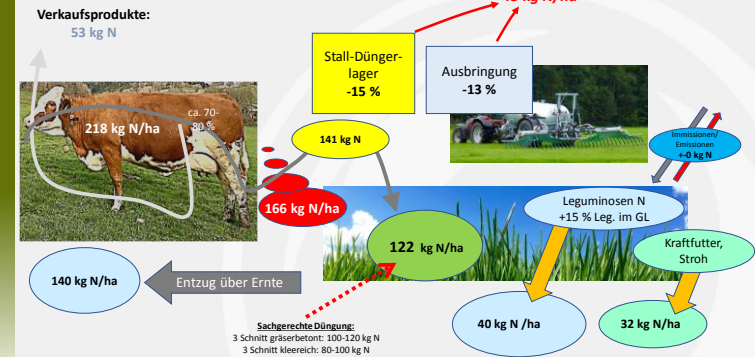 Verkaufsprodukte:
53 kg N
kg N/ha
Stall-Dünger-
lager
-15 %
Ausbringung
-13 %
ca. 70-
80 %
218 kg N/ha
141 kg N
Immissionen/
Emissionen
+-0 kg N
166 kg N/ha
Leguminosen N
+15 % Leg. im GL
122 kg N/ha
Kraftfutter,
Stroh
140 kg N/ha
Entzug über Ernte
40 kg N /ha
32 kg N/ha
Sachgerechte Düngung:
3 Schnitt gräserbetont: 100-120 kg N
3 Schnitt kleereich: 80-100 kg N